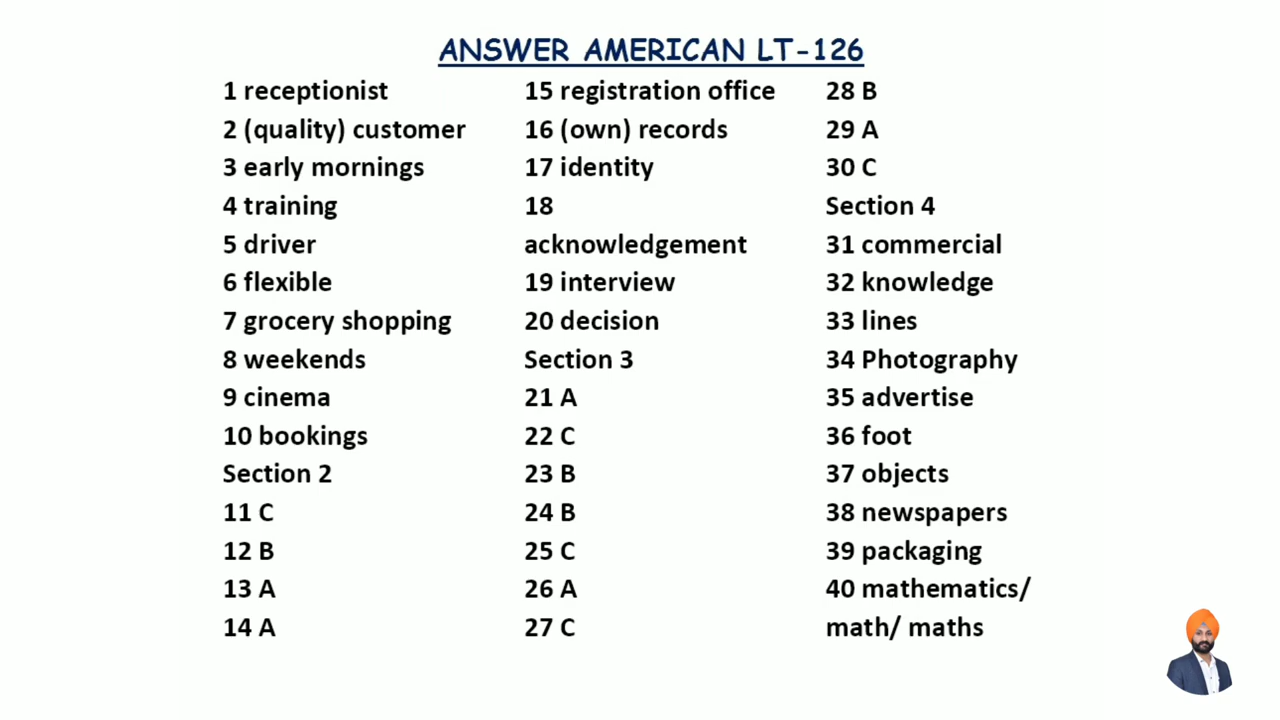 ANSWER AMERICAN LT-126
1 receptionist
2 (quality) customer
3 early mornings
4 training
5 driver
6 flexible
7 grocery shopping
8 weekends
9 cinema
10 bookings
Section 2
11 C
12 B
13 A
14 A
15 registration office
16 (own) records
17 identity
18
acknowledgement
19 interview
20 decision
Section 3
21 A
22 C
23 B
24 B
25 C
26 A
27 C
28 B
29 A
30 C
Section 4
31 commercial
32 knowledge
33 lines
34 Photography
35 advertise
36 foot
37 objects
38 newspapers
39 packaging
40 mathematics/
math/ maths